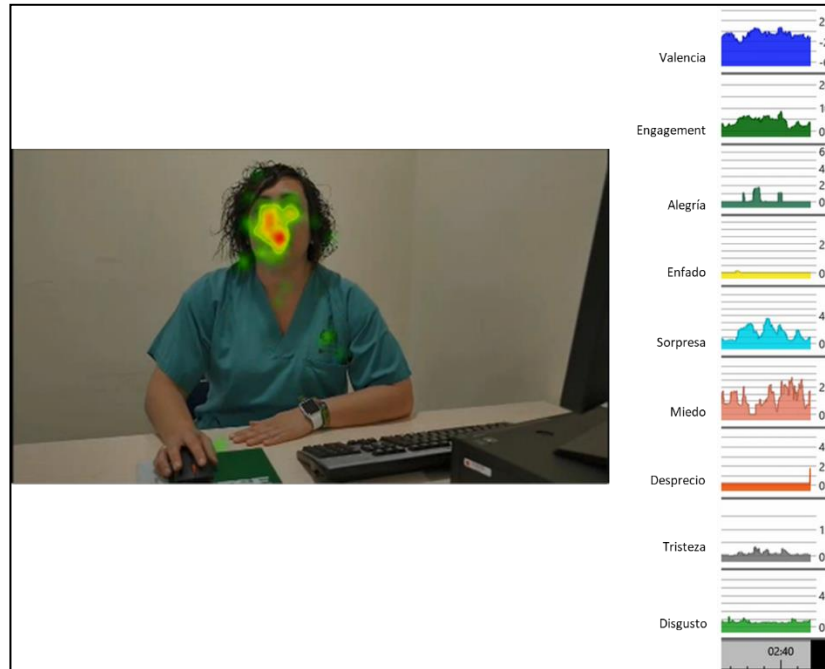 Valencia
Engagement
Alegría
Enfado
Sorpresa
Miedo
Desprecio
Tristeza
Disgusto
02:40